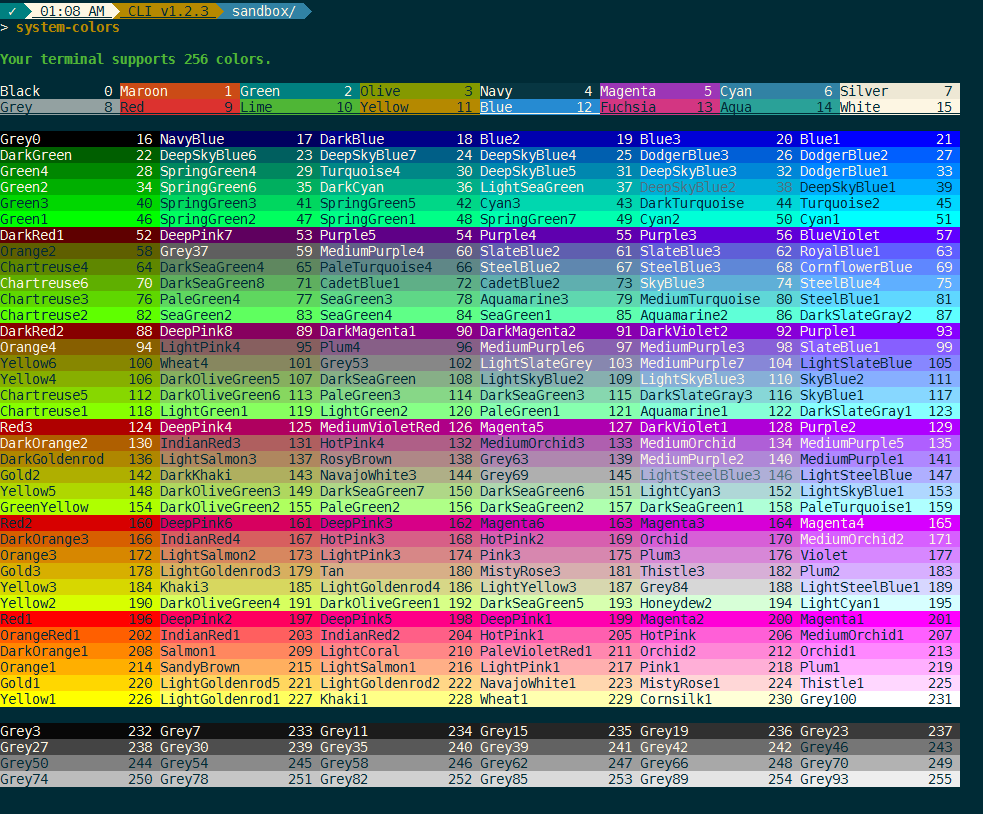 ✓ 01:08 AM CLI v1.2.3 sandbox/
> system-colors
Your terminal supports 256 colors.
Black 0 Maroon 1 Green 2 Olive 3 Navy 4 Magenta 5 Cyan 6 Silver 7
Grey 8 Red 9 Lime 10 Yellow 11 Blue 12 Fuchsia 13 Aqua 14 White 15
Grey0 16 NavyBlue 17 DarkBlue 18 Blue2 19 Blue3 20 Blue1 21
DarkGreen 22 DeepSkyBlue6 23 DeepSkyBlue7 24 DeepSkyBlue4 25 DodgerBlue3 26 DodgerBlue2 27
Green4 28 SpringGreen4 29 Turquoise4 30 DeepSkyBlue5 31 DeepSkyBlue3 32 DodgerBlue1 33
Green2 34 SpringGreen6 35 DarkCyan 36 LightSeaGreen 37 DeepSkyBlue2 38 DeepSkyBlue1 39
Green3 40 SpringGreen3 41 SpringGreen5 42 Cyan3 43 DarkTurquoise 44 Turquoise2 45
Green1 46 SpringGreen2 47 SpringGreen1 48 SpringGreen7 49 Cyan2 50 Cyan1 51
DarkRed1 52 DeepPink7 53 Purple5 54 Purple4 55 Purple3 56 BlueViolet 57
Orange2 58 Grey37 59 MediumPurple4 60 SlateBlue2 61 SlateBlue3 62 RoyalBlue1 63
Chartreuse4 64 DarkSeaGreen4 65 PaleTurquoise4 66 SteelBlue2 67 SteelBlue3 68 CornflowerBlue 69
Chartreuse6 70 DarkSeaGreen8 71 CadetBlue1 72 CadetBlue2 73 SkyBlue3 74 SteelBlue4 75
Chartreuse3 76 PaleGreen4 77 SeaGreen3 78 Aquamarine3 79 MediumTurquoise 80 SteelBlue1 81
Chartreuse2 82 SeaGreen2 83 SeaGreen4 84 SeaGreen1 85 Aquamarine2 86 DarkSlateGray2 87
DarkRed2 88 DeepPink8 89 DarkMagenta1 90 DarkMagenta2 91 DarkViolet2 92 Purple1 93
Orange4 94 LightPink4 95 Plum4 96 MediumPurple6 97 MediumPurple3 98 SlateBlue1 99
Yellow6 100 Wheat4 101 Grey53 102 LightSlateGrey 103 MediumPurple7 104 LightSlateBlue 105
Yellow4 106 DarkOliveGreen5 107 DarkSeaGreen 108 LightSkyBlue2 109 LightSkyBlue3 110 SkyBlue2 111
Chartreuse5 112 DarkOliveGreen6 113 PaleGreen3 114 DarkSeaGreen3 115 DarkSlateGray3 116 SkyBlue1 117
Chartreuse1 118 LightGreen1 119 LightGreen2 120 PaleGreen1 121 Aquamarine1 122 DarkSlateGray1 123
Red3 124 DeepPink4 125 MediumVioletRed 126 Magenta5 127 DarkViolet1 128 Purple2 129
DarkOrange2 130 IndianRed3 131 HotPink4 132 MediumOrchid3 133 MediumOrchid 134 MediumPurple5 135
DarkGoldenrod 136 LightSalmon3 137 RosyBrown 138 Grey63 139 MediumPurple2 140 MediumPurple1 141
Gold2 142 DarkKhaki 143 NavajoWhite3 144 Grey69 145 LightSteelBlue3 146 LightSteelBlue 147
Yellow5 148 DarkOliveGreen3 149 DarkSeaGreen7 150 DarkSeaGreen6 151 LightCyan3 152 LightSkyBlue1 153
GreenYellow 154 DarkOliveGreen2 155 PaleGreen2 156 DarkSeaGreen2 157 DarkSeaGreen1 158 PaleTurquoise1 159
Red2 160 DeepPink6 161 DeepPink3 162 Magenta6 163 Magenta3 164 Magenta4 165
DarkOrange3 166 IndianRed4 167 HotPink3 168 HotPink2 169 Orchid 170 MediumOrchid2 171
Orange3 172 LightSalmon2 173 LightPink3 174 Pink3 175 Plum3 176 Violet 177
Gold3 178 LightGoldenrod3 179 Tan 180 MistyRose3 181 Thistle3 182 Plum2 183
Yellow3 184 Khaki3 185 LightGoldenrod4 186 LightYellow3 187 Grey84 188 LightSteelBlue1 189
Yellow2 190 DarkOliveGreen4 191 DarkOliveGreen1 192 DarkSeaGreen5 193 Honeydew2 194 LightCyan1 195
Red1 196 DeepPink2 197 DeepPink5 198 DeepPink1 199 Magenta2 200 Magenta1 201
OrangeRed1 202 IndianRed1 203 IndianRed2 204 HotPink1 205 HotPink 206 MediumOrchid1 207
DarkOrange1 208 Salmon1 209 LightCoral 210 PaleVioletRed1 211 Orchid2 212 Orchid1 213
Orange1 214 SandyBrown 215 LightSalmon1 216 LightPink1 217 Pink1 218 Plum1 219
Gold1 220 LightGoldenrod5 221 LightGoldenrod2 222 NavajoWhite1 223 MistyRose1 224 Thistle1 225
Yellow1 226 LightGoldenrod1 227 Khaki1 228 Wheat1 229 Cornsilk1 230 Grey100 231
Grey3 232 Grey7 233 Grey11 234 Grey15 235 Grey19 236 Grey23 237
Grey27 238 Grey30 239 Grey35 240 Grey39 241 Grey42 242 Grey46 243
Grey50 244 Grey54 245 Grey58 246 Grey62 247 Grey66 248 Grey70 249
Grey74 250 Grey78 251 Grey82 252 Grey85 253 Grey89 254 Grey93 255